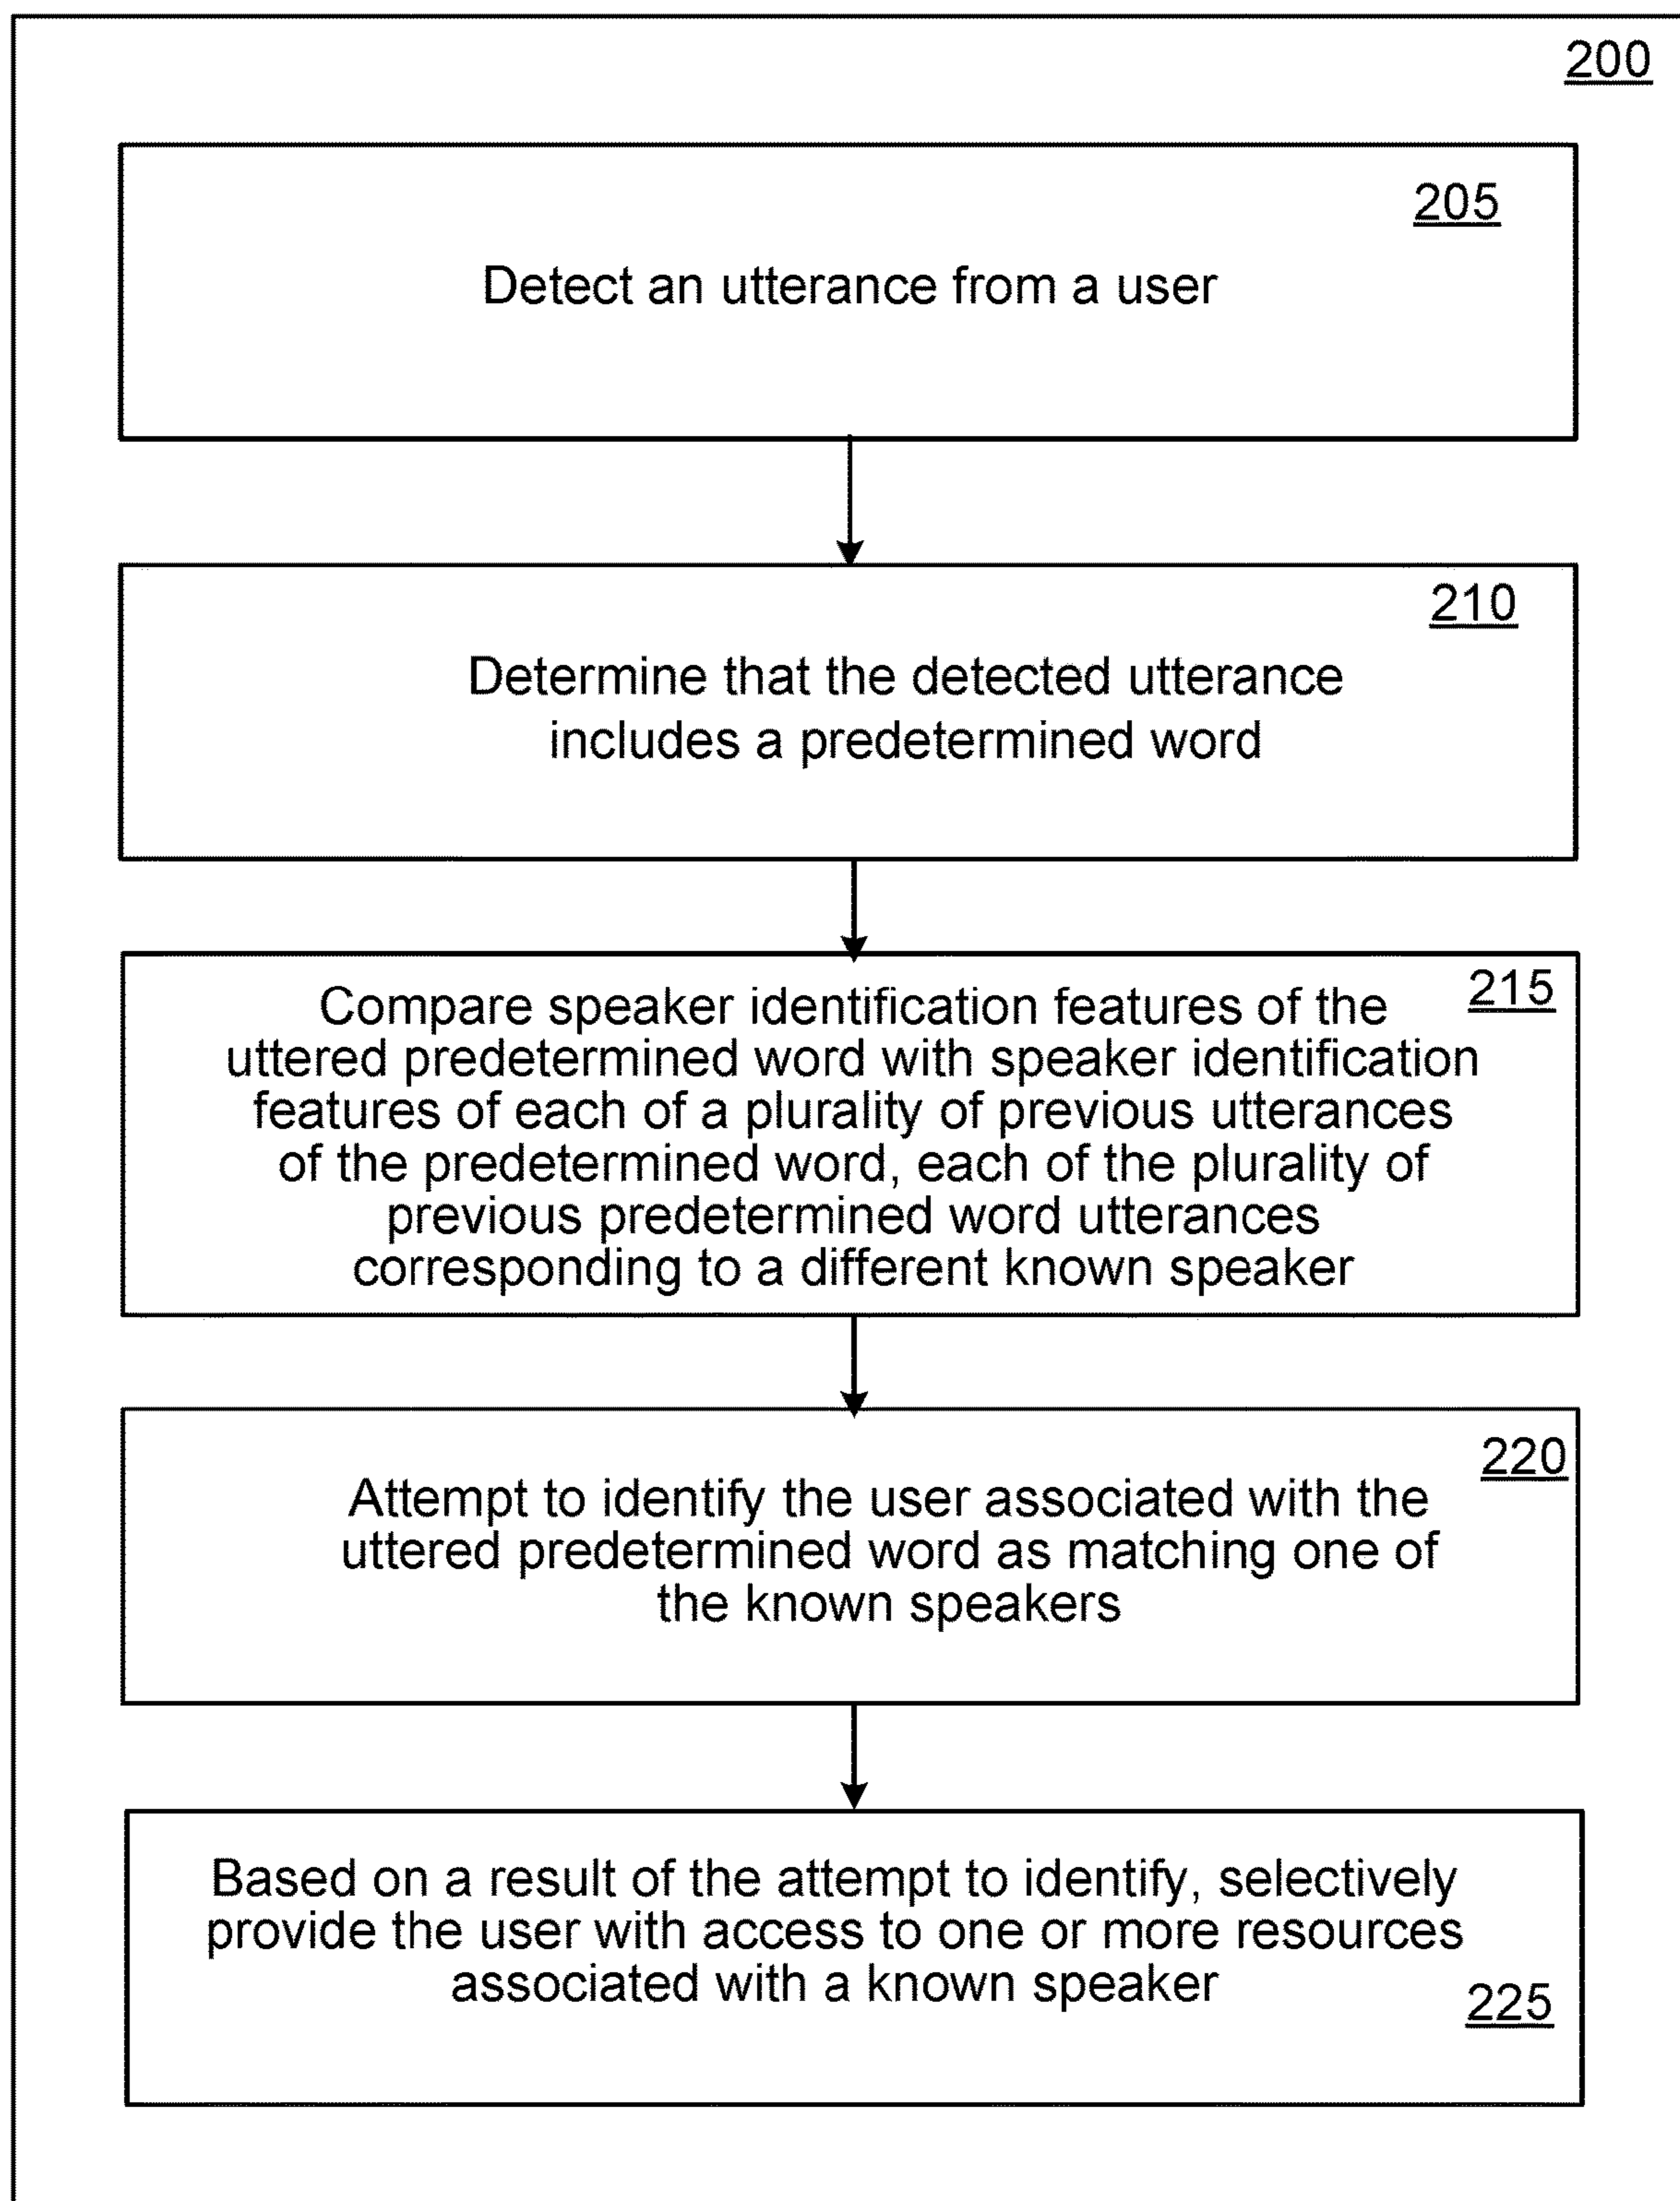 200
205
Detect an utterance from a user
210
Determine that the detected utterance
includes a predetermined word
215
Compare speaker identification features of the
uttered predetermined word with speaker identification
features of each of a plurality of previous utterances
of the predetermined word, each of the plurality of
previous predetermined word utterances
corresponding to a different known speaker
220
Attempt to identify the user associated with the
uttered predetermined word as matching one of
the known speakers
Based on a result of the attempt to identify, selectively
provide the user with access to one or more resources
associated with a known speaker
225